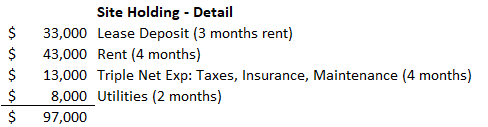 Site Holding - Detail
$ 33,000 Lease Deposit (3 months rent)
$ 43,000 Rent (4 months)
$ 13,000 Triple Net Exp: Taxes, Insurance, Maintenance (4 months)
$ 8,000 Utilities (2 months)
$ 97,000